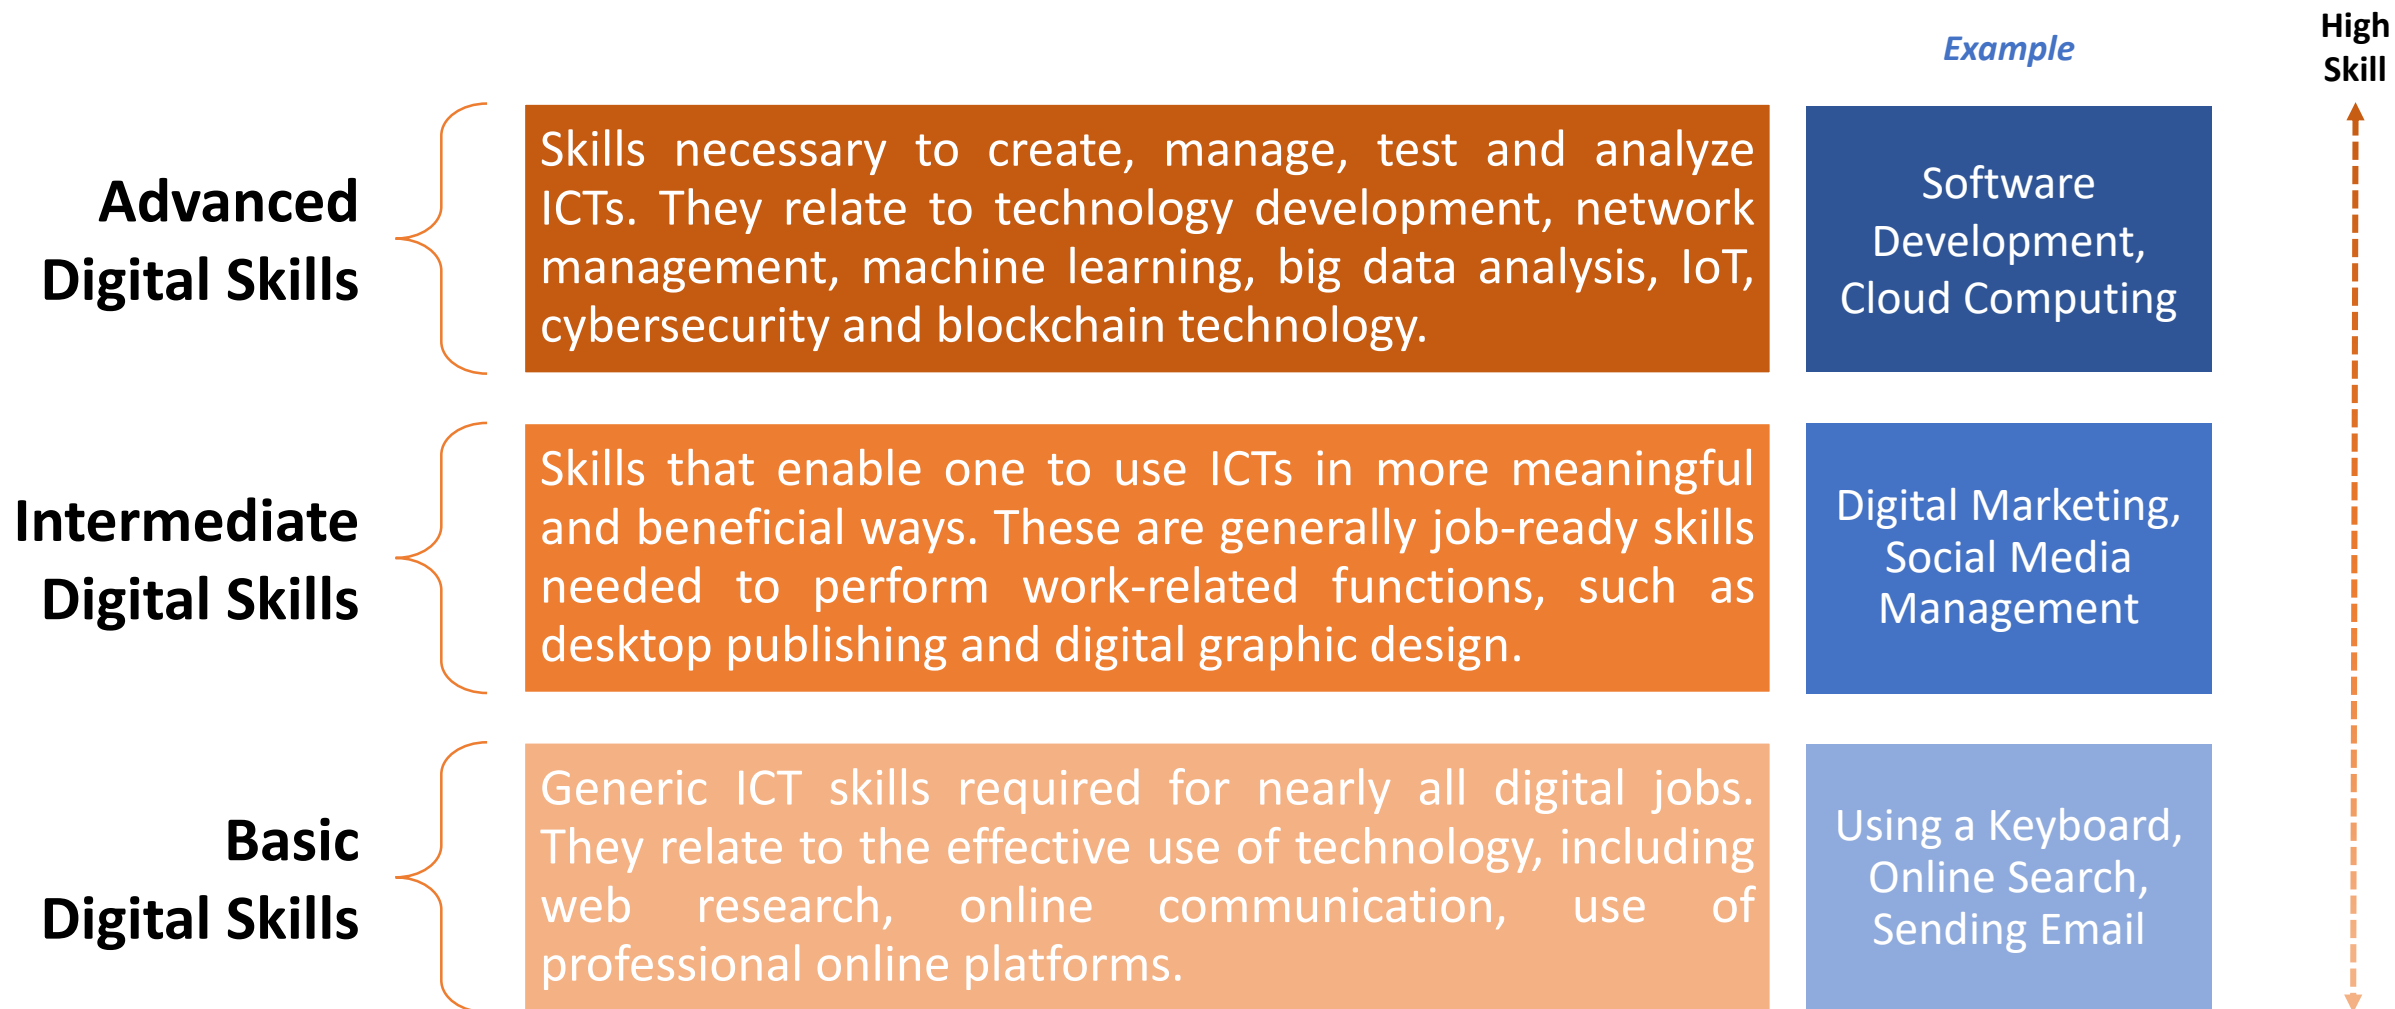 High
Skill
Example
Advanced
Digital Skills
Skills necessary to create, manage, test and analyze
ICTs. They relate to technology development, network
management, machine learning, big data analysis, IoT,
cybersecurity and blockchain technology.
Software
Development,
Cloud Computing
Intermediate
Digital Skills
Skills that enable one to use ICTs in more meaningful
and beneficial ways. These are generally job-ready skills
needed to perform work-related functions, such as
desktop publishing and digital graphic design.
Digital Marketing,
Social Media
Management
Basic
Digital Skills
Generic ICT skills required for nearly all digital jobs.
They relate to the effective use of technology, including
web research, online communication, use of
professional online platforms.
Using a Keyboard,
Online Search,
Sending Email